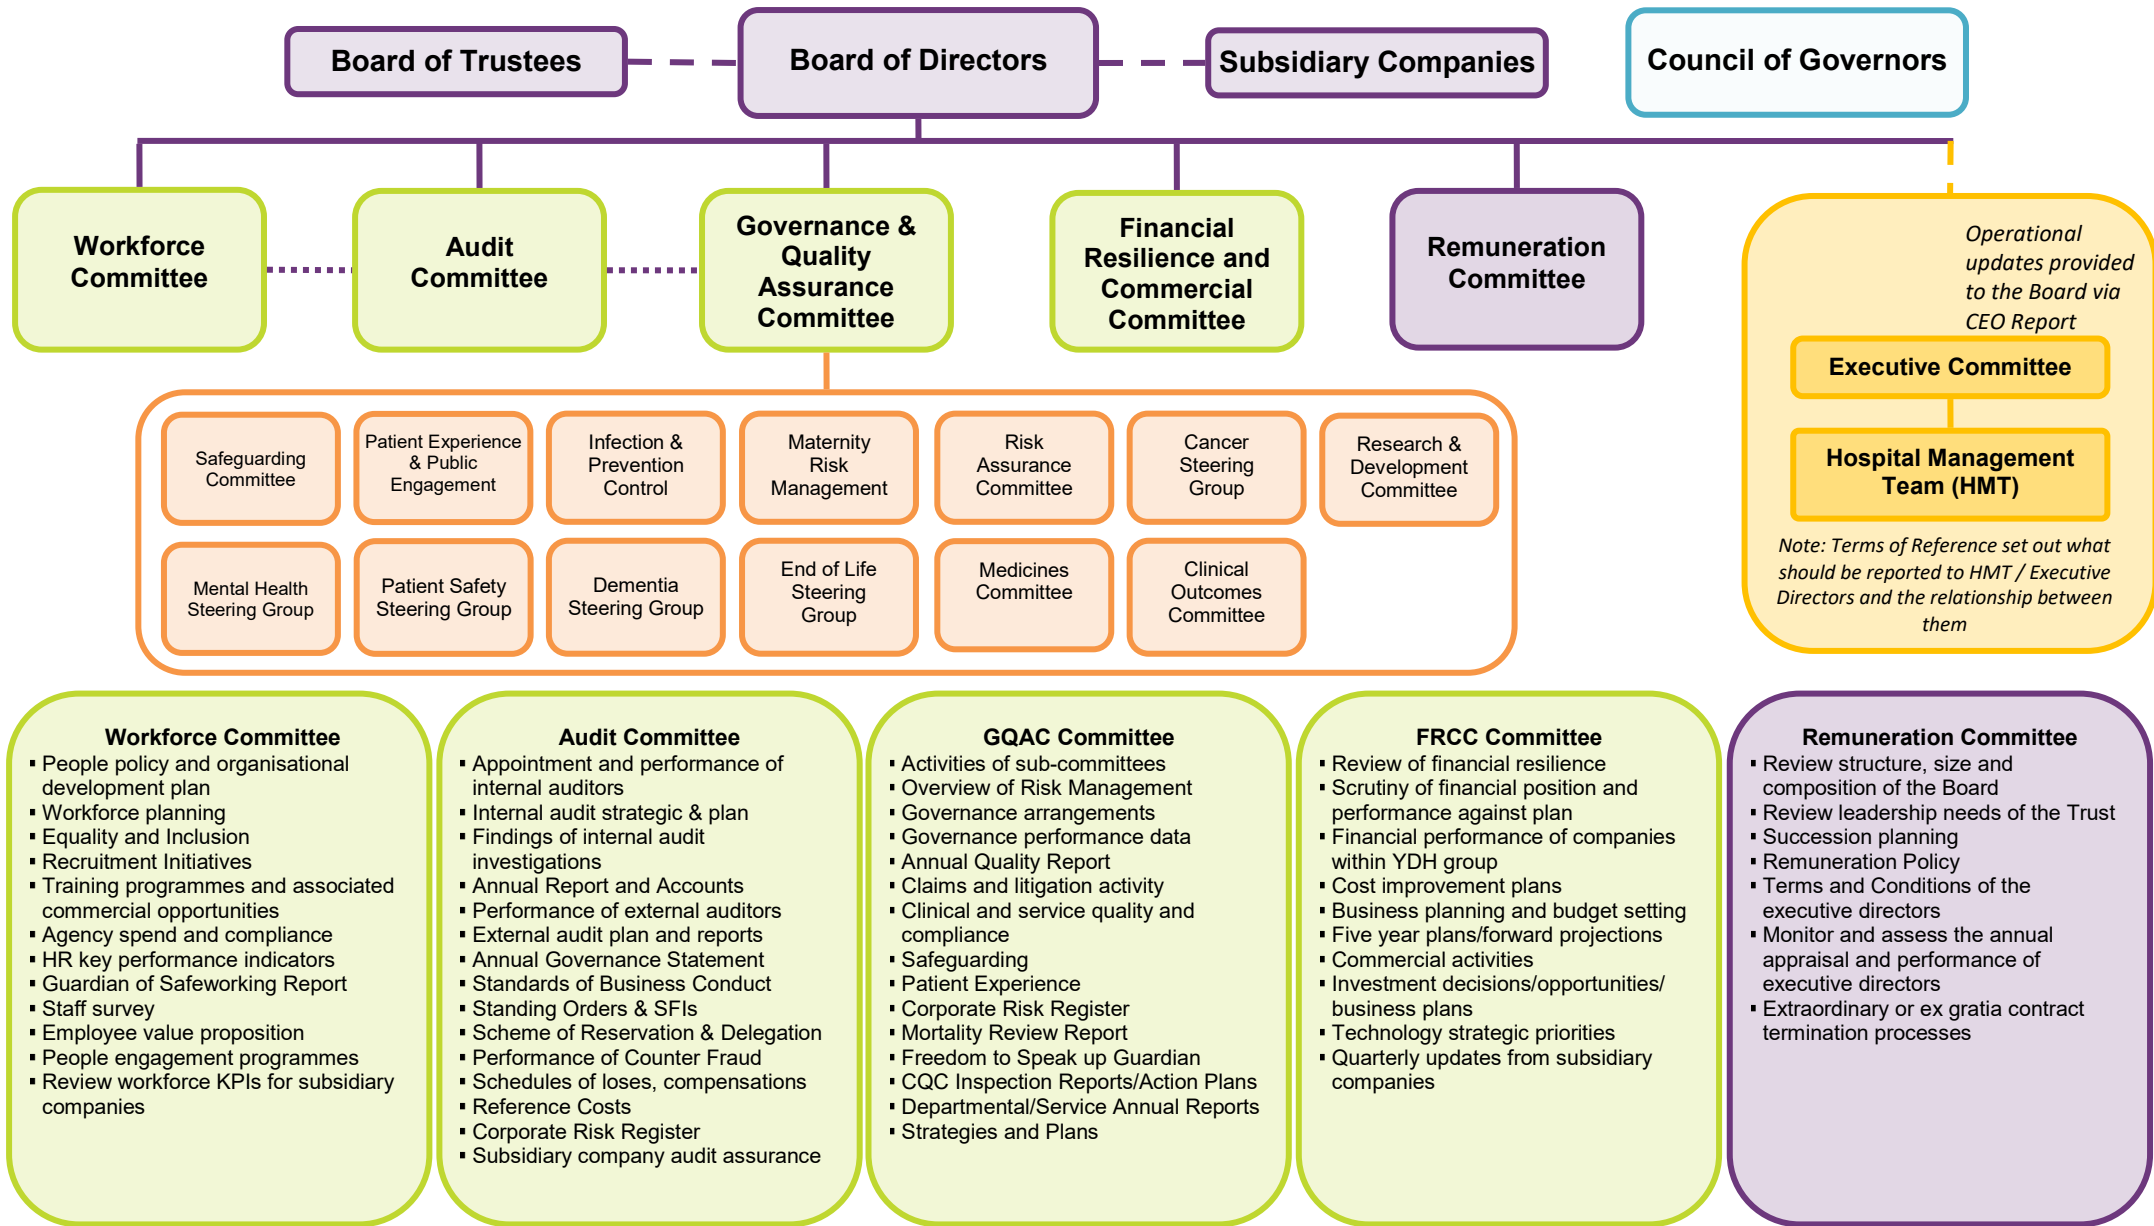 Board of Trustees
Board of Directors
Subsidiary Companies
Council of Governors
Workforce
Committee
Audit
Committee
Governance &
Quality
Assurance
Committee
Financial
Resilience and
Commercial
Committee
Remuneration
Committee
Operational
updates provided
to the Board via
CEO Report
Executive Committee
Hospital Management
Team (HMT)
Note: Terms of Reference set out what
should be reported to HMT / Executive
Directors and the relationship between
them
Safeguarding
Committee
Patient Experience
& Public
Engagement
Infection &
Prevention
Control
Maternity
Risk
Management
Risk
Assurance
Committee
Cancer
Steering
Group
Research &
Development
Committee
Mental Health
Steering Group
Patient Safety
Steering Group
Dementia
Steering Group
End of Life
Steering
Group
Medicines
Committee
Clinical
Outcomes
Committee
Workforce Committee
▪ People policy and organisational
development plan
▪ Workforce planning
▪ Equality and Inclusion
▪ Recruitment Initiatives
▪ Training programmes and associated
commercial opportunities
▪ Agency spend and compliance
▪ HR key performance indicators
▪ Guardian of Safeworking Report
▪ Staff survey
▪ Employee value proposition
▪ People engagement programmes
▪ Review workforce KPIs for subsidiary
companies
Audit Committee
▪ Appointment and performance of
internal auditors
▪ Internal audit strategic & plan
▪ Findings of internal audit
investigations
▪ Annual Report and Accounts
▪ Performance of external auditors
▪ External audit plan and reports
▪ Annual Governance Statement
▪ Standards of Business Conduct
▪ Standing Orders & SFIs
▪ Scheme of Reservation & Delegation
▪ Performance of Counter Fraud
▪ Schedules of loses, compensations
▪ Reference Costs
▪ Corporate Risk Register
▪ Subsidiary company audit assurance
GQAC Committee
▪ Activities of sub-committees
▪ Overview of Risk Management
▪ Governance arrangements
▪ Governance performance data
▪ Annual Quality Report
▪ Claims and litigation activity
▪ Clinical and service quality and
compliance
▪ Safeguarding
▪ Patient Experience
▪ Corporate Risk Register
▪ Mortality Review Report
▪ Freedom to Speak up Guardian
▪ CQC Inspection Reports/Action Plans
▪ Departmental/Service Annual Reports
▪ Strategies and Plans
FRCC Committee
▪ Review of financial resilience
▪ Scrutiny of financial position and
performance against plan
▪ Financial performance of companies
within YDH group
▪ Cost improvement plans
▪ Business planning and budget setting
▪ Five year plans/forward projections
▪ Commercial activities
▪ Investment decisions/opportunities/
business plans
▪ Technology strategic priorities
▪ Quarterly updates from subsidiary
companies
Remuneration Committee
▪ Review structure, size and
composition of the Board
▪ Review leadership needs of the Trust
▪ Succession planning
▪ Remuneration Policy
▪ Terms and Conditions of the
executive directors
▪ Monitor and assess the annual
appraisal and performance of
executive directors
▪ Extraordinary or ex gratia contract
termination processes